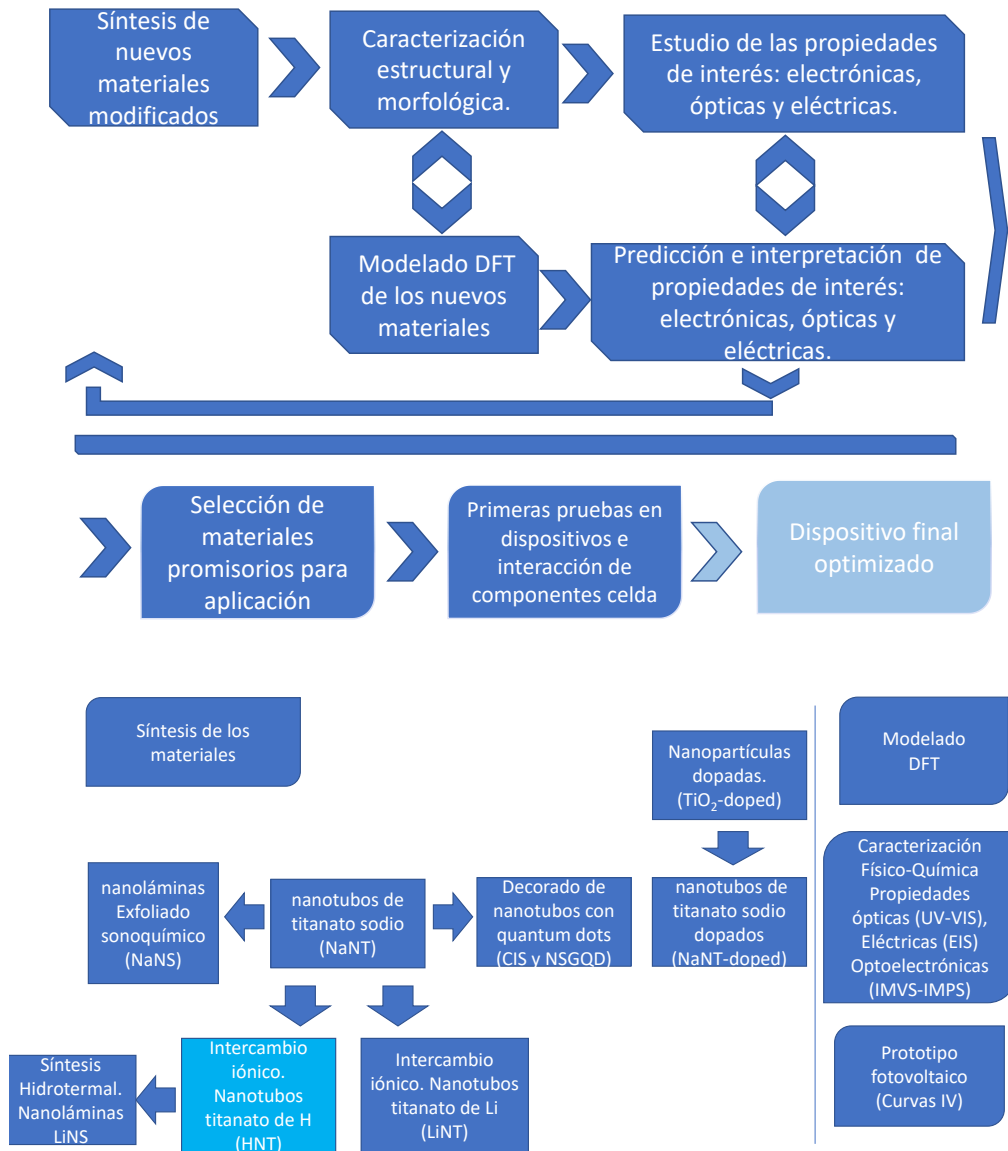 Síntesis de
nuevos
materiales
modificados
Caracterización
estructural y
morfológica.
Estudio de las propiedades
de interés: electrónicas,
ópticas y eléctricas.
Modelado DFT
de los nuevos
materiales
Predicción e interpretación de
propiedades de interés:
electrónicas, ópticas y
eléctricas.
Selección de
materiales
promisorios para
aplicación
Primeras pruebas en
dispositivos e
interacción de
componentes celda
Dispositivo final
optimizado
Síntesis de los
materiales
Nanopartículas
dopadas.
(TiO₂-doped)
Modelado
DFT
nanoláminas
Exfoliado
sonoquímico
(NaNS)
nanotubos de
titanato sodio
(NaNT)
Decorado de
nanotubos con
quantum dots
(CIS y NSGQD)
nanotubos de
titanato sodio
dopados
(NaNT-doped)
Caracterización
Físico-Química
Propiedades
ópticas (UV-VIS),
Eléctricas (EIS)
Optoelectrónicas
(IMVS-IMPS)
Síntesis
Hidrotermal.
Nanoláminas
LiNS
Intercambio
iónico.
Nanotubos
titanato de H
(HNT)
Intercambio
iónico. Nanotubos
titanato de Li
(LiNT)
Prototipo
fotovoltaico
(Curvas IV)